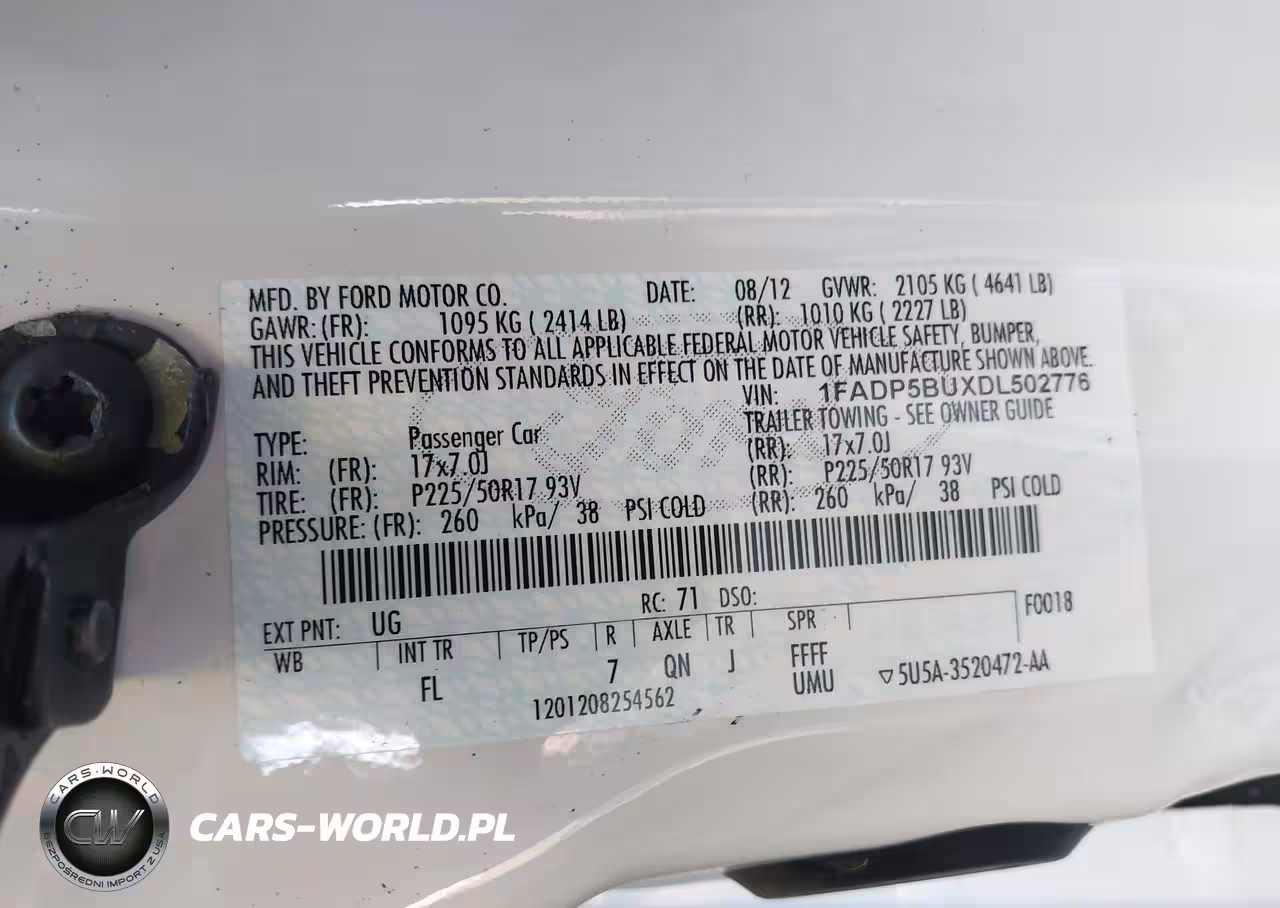 MFD. BY FORD MOTOR CO. DATE: 08/12 GVWR: 2105 KG ( 4641 LB)
GAWR: (FR): 1095 KG ( 2414 LB) (RR): 1010 KG ( 2227 LB)
THIS VEHICLE CONFORMS TO ALL APPLICABLE FEDERAL MOTOR VEHICLE SAFETY, BUMPER,
AND THEFT PREVENTION STANDARDS IN EFFECT ON THE DATE OF MANUFACTURE SHOWN ABOVE.
VIN: 1FADP5BUXDL502776
TRAILER TOWING - SEE OWNER GUIDE
TYPE: Passenger Car
RIM: (FR): 17x7.0J (RR): 17x7.0J
TIRE: (FR): P225/50R17 93V (RR): P225/50R17 93V
PRESSURE: (FR): 260 kPa/ 38 PSI COLD (RR): 260 kPa/ 38 PSI COLD
EXT PNT: UG RC: 71 DSO: F0018
WB INT TR TP/PS R AXLE TR SPR
FL 7 QN J FFFF
1201208254562 UMU ▽5U5A-3520472-AA
CARS-WORLD
CW
BEZPOŚREDNI IMPORT Z USA
CARS-WORLD.PL